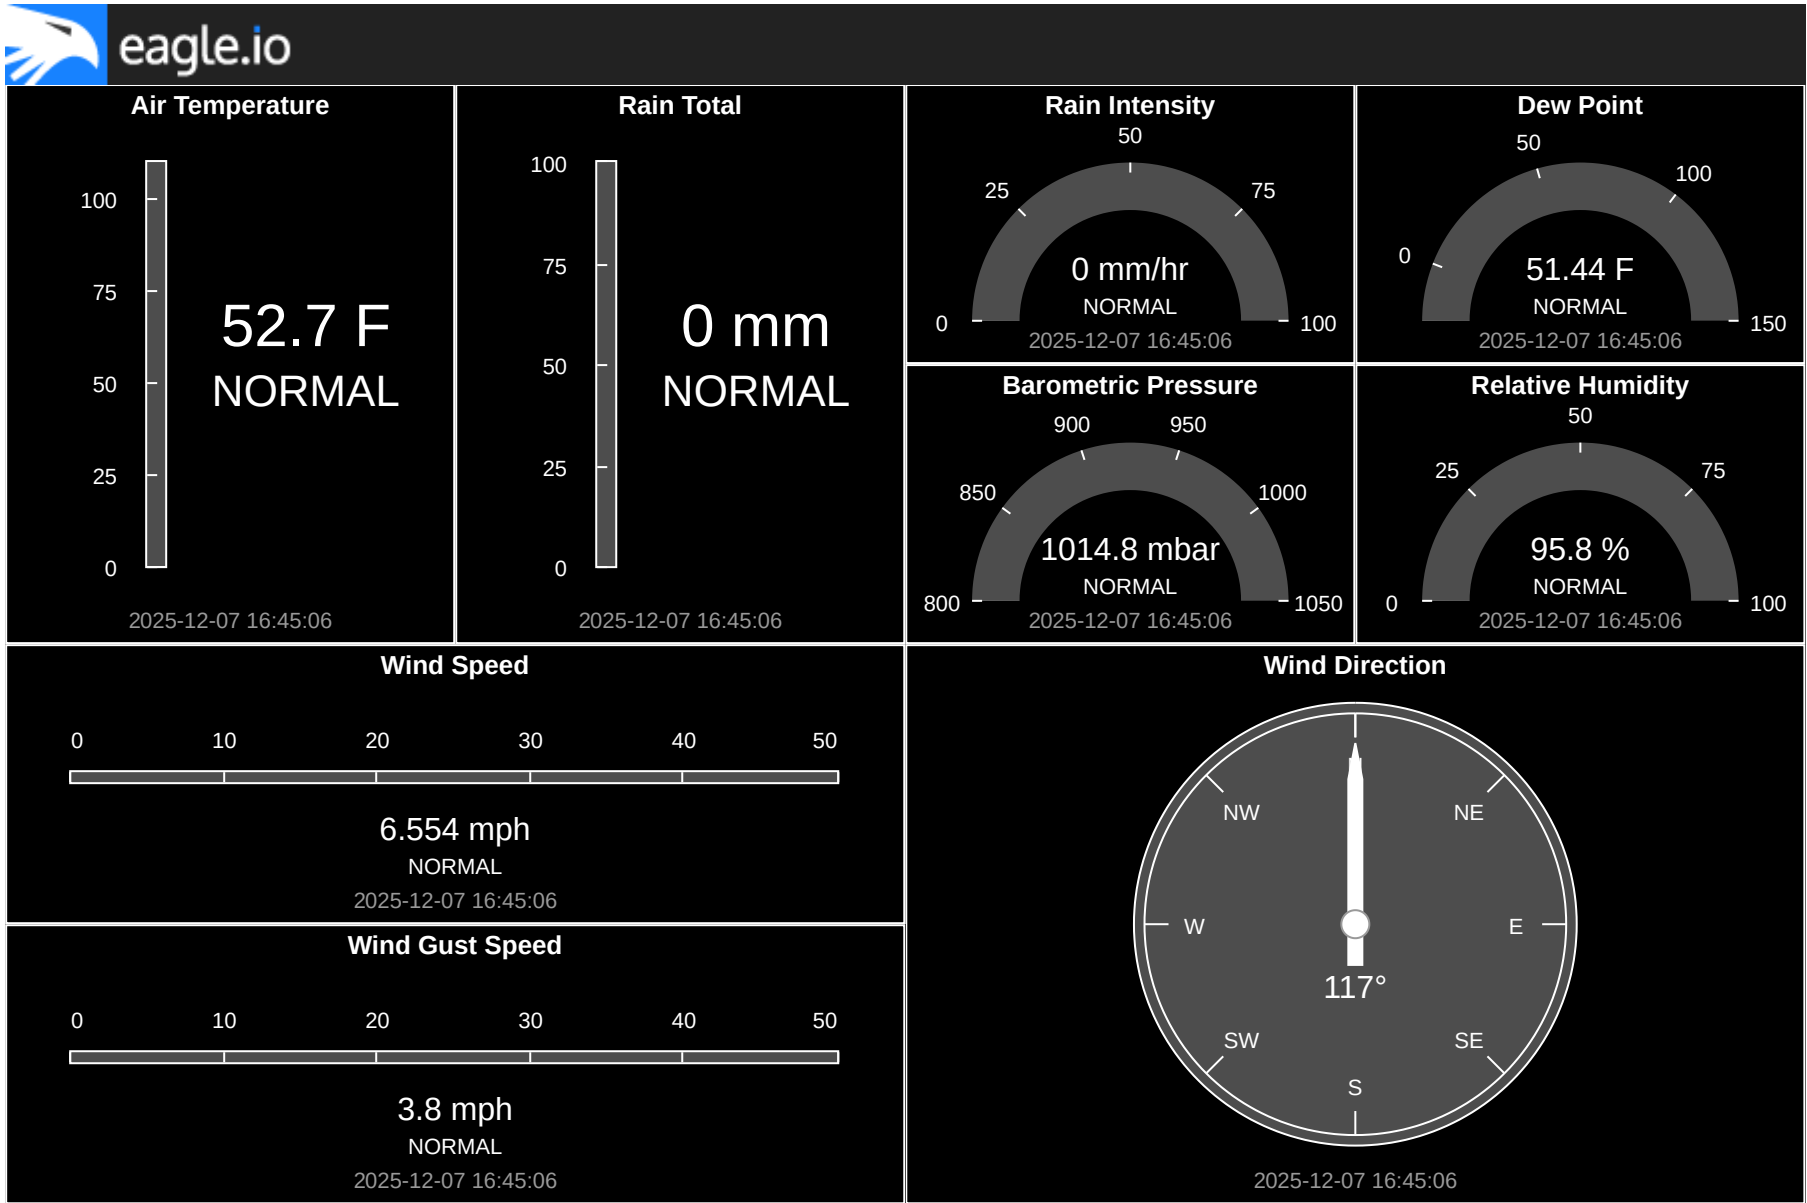 eagle.io
Air Temperature
100
75
50
25
0
52.7 F
NORMAL
2025-12-07 16:45:06
Rain Total
100
75
50
25
0
0 mm
NORMAL
2025-12-07 16:45:06
Rain Intensity
0
25
50
75
100
0 mm/hr
NORMAL
2025-12-07 16:45:06
Dew Point
0
50
100
150
51.44 F
NORMAL
2025-12-07 16:45:06
Barometric Pressure
800
850
900
950
1000
1050
1014.8 mbar
NORMAL
2025-12-07 16:45:06
Relative Humidity
0
25
50
75
100
95.8 %
NORMAL
2025-12-07 16:45:06
Wind Speed
0 10 20 30 40 50
6.554 mph
NORMAL
2025-12-07 16:45:06
Wind Gust Speed
0 10 20 30 40 50
3.8 mph
NORMAL
2025-12-07 16:45:06
Wind Direction
NW NE
W E
117°
SW SE
S
2025-12-07 16:45:06